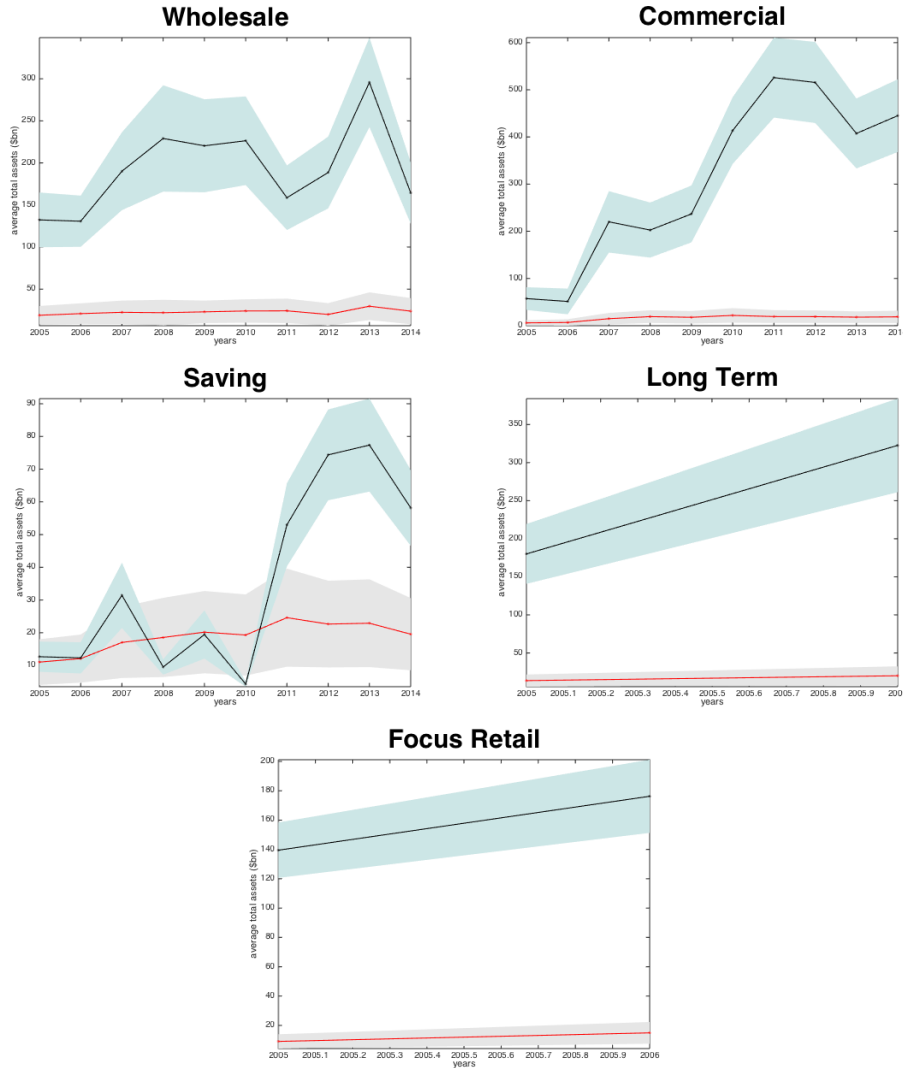 Wholesale
average total assets ($bn)
300
250
200
150
100
50
2005 2006 2007 2008 2009 2010 2011 2012 2013 2014
years
Commercial
average total assets ($bn)
600
500
400
300
200
100
0
2005 2006 2007 2008 2009 2010 2011 2012 2013 201
years
Saving
average total assets ($bn)
90
80
70
60
50
40
30
20
10
2005 2006 2007 2008 2009 2010 2011 2012 2013 2014
years
Long Term
average total assets ($bn)
350
300
250
200
150
100
50
2005 2005.1 2005.2 2005.3 2005.4 2005.5 2005.6 2005.7 2005.8 2005.9 200
years
Focus Retail
average total assets ($bn)
200
180
160
140
120
100
80
60
40
20
2005 2005.1 2005.2 2005.3 2005.4 2005.5 2005.6 2005.7 2005.8 2005.9 2006
years